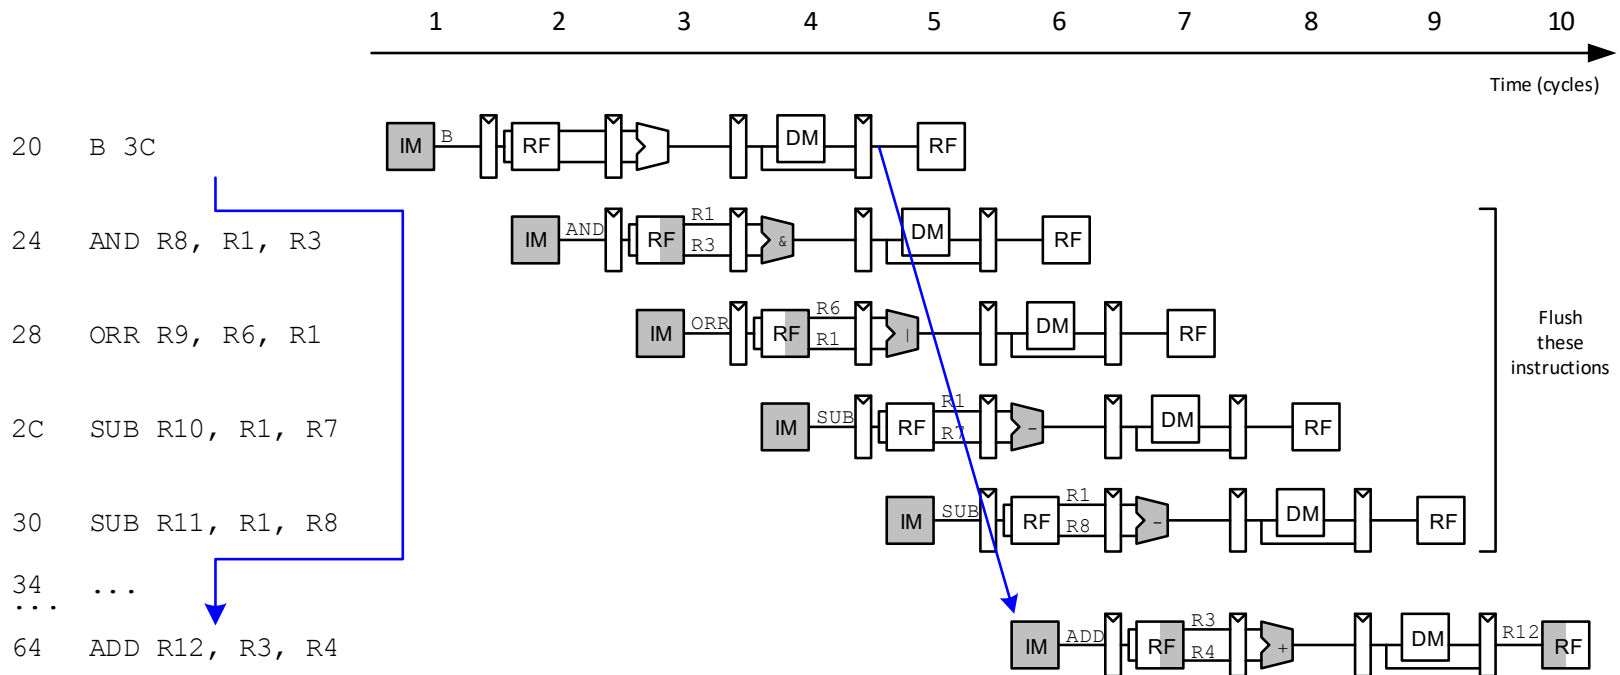 1 2 3 4 5 6 7 8 9 10
Time (cycles)
20 B 3C IM B RF DM RF
24 AND R8, R1, R3 IM AND RF R1 R3 & DM RF
28 ORR R9, R6, R1 IM ORR RF R6 R1 | DM RF
2C SUB R10, R1, R7 IM SUB RF R1 R7 - DM RF
30 SUB R11, R1, R8 IM SUB RF R1 R8 - DM RF
Flush
these
instructions
34 ...
...
64 ADD R12, R3, R4 IM ADD RF R3 R4 + DM R12 RF